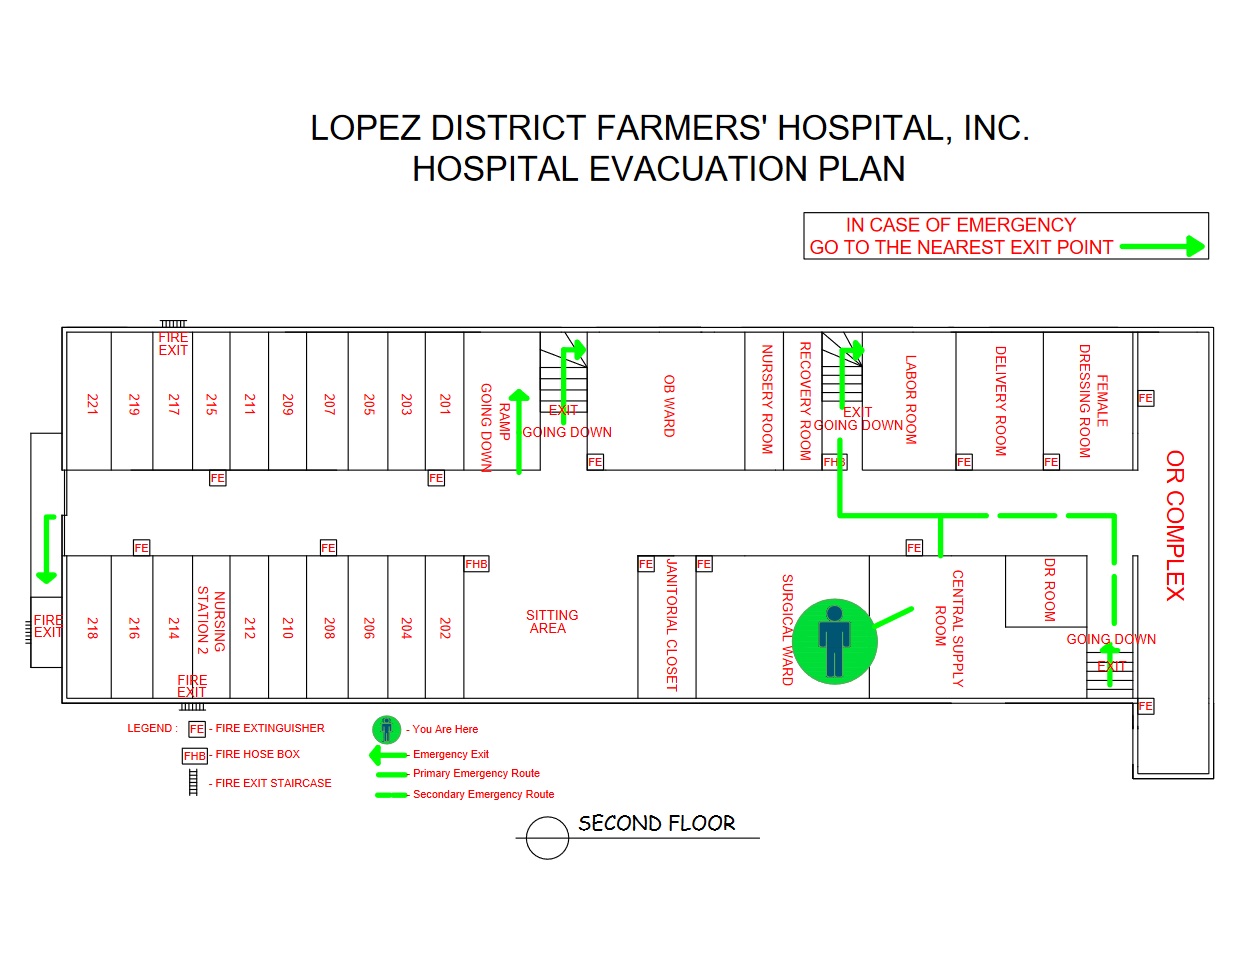 LOPEZ DISTRICT FARMERS' HOSPITAL, INC.
HOSPITAL EVACUATION PLAN
IN CASE OF EMERGENCY
GO TO THE NEAREST EXIT POINT
FIRE
EXIT
221
219
217
215
211
209
207
205
203
201
RAMP
GOING DOWN
EXIT
GOING DOWN
OB WARD
NURSERY ROOM
RECOVERY ROOM
EXIT
GOING DOWN
LABOR ROOM
DELIVERY ROOM
FEMALE
DRESSING ROOM
FE
OR COMPLEX
FE
FE
FE
FHB
FE
FE
FE
FE
FHB
FE
FE
FE
FIRE
EXIT
218
216
214
NURSING
STATION 2
212
210
208
206
204
202
SITTING
AREA
JANITORIAL CLOSET
SURGICAL WARD
CENTRAL SUPPLY
ROOM
DR ROOM
GOING DOWN
EXIT
FIRE
EXIT
FE
LEGEND :
FE - FIRE EXTINGUISHER
FHB - FIRE HOSE BOX
- FIRE EXIT STAIRCASE
- You Are Here
- Emergency Exit
- Primary Emergency Route
- Secondary Emergency Route
SECOND FLOOR